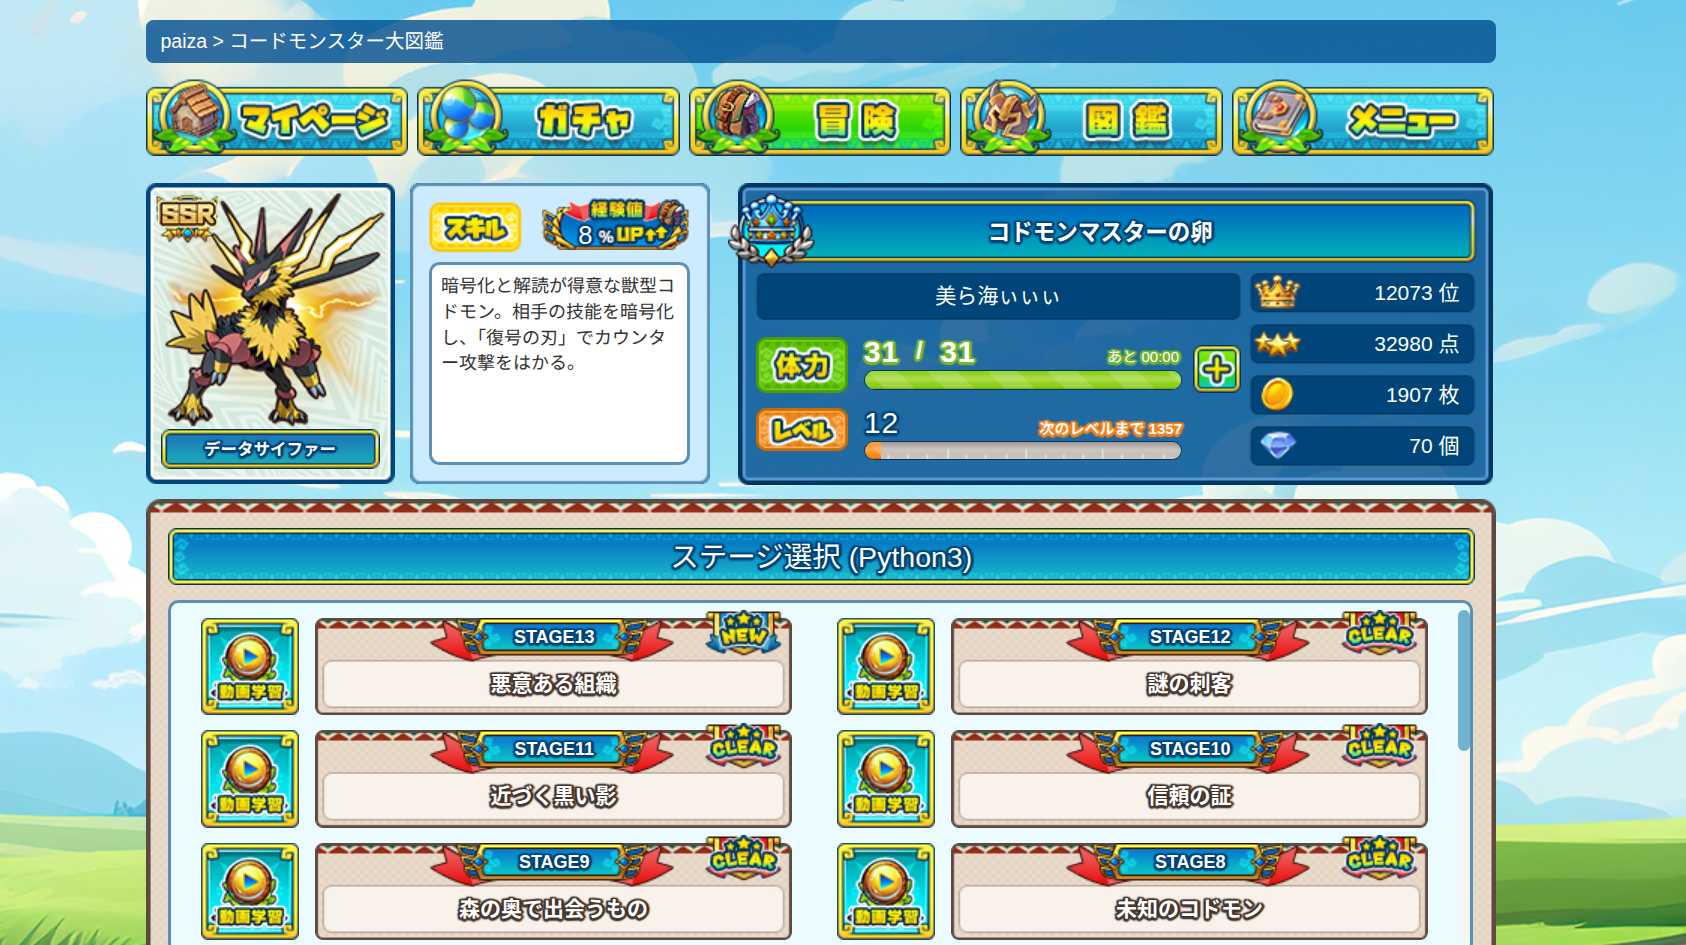 paiza > コードモンスター大図鑑
マイページ
ガチャ
冒険
図鑑
メニュー
SSR
データサイファー
スキル
経験値
8 % UP↑↑
暗号化と解読が得意な獣型コ
ドモン。相手の技能を暗号化
し、「復号の刃」でカウンタ
ー攻撃をはかる。
コドモンマスターの卵
美ら海ぃぃぃ
体力
31 / 31
あと 00:00
レベル
12
次のレベルまで 1357
12073 位
32980 点
1907 枚
70 個
ステージ選択 (Python3)
動画学習
STAGE13
NEW
悪意ある組織
動画学習
STAGE12
CLEAR
謎の刺客
動画学習
STAGE11
CLEAR
近づく黒い影
動画学習
STAGE10
CLEAR
信頼の証
動画学習
STAGE9
CLEAR
森の奥で出会うもの
動画学習
STAGE8
CLEAR
未知のコドモン